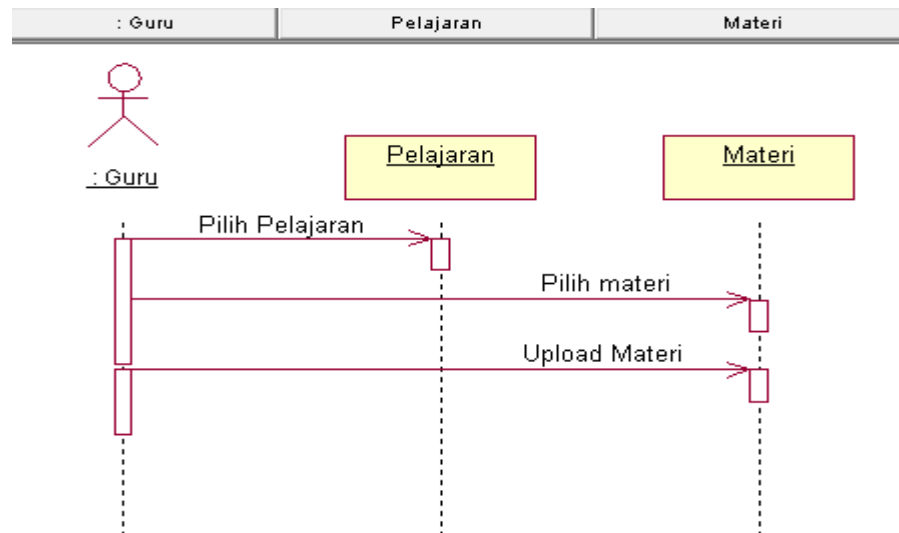 : Guru
Pelajaran
Materi
Pelajaran
Materi
: Guru
Pilih Pelajaran
Pilih materi
Upload Materi